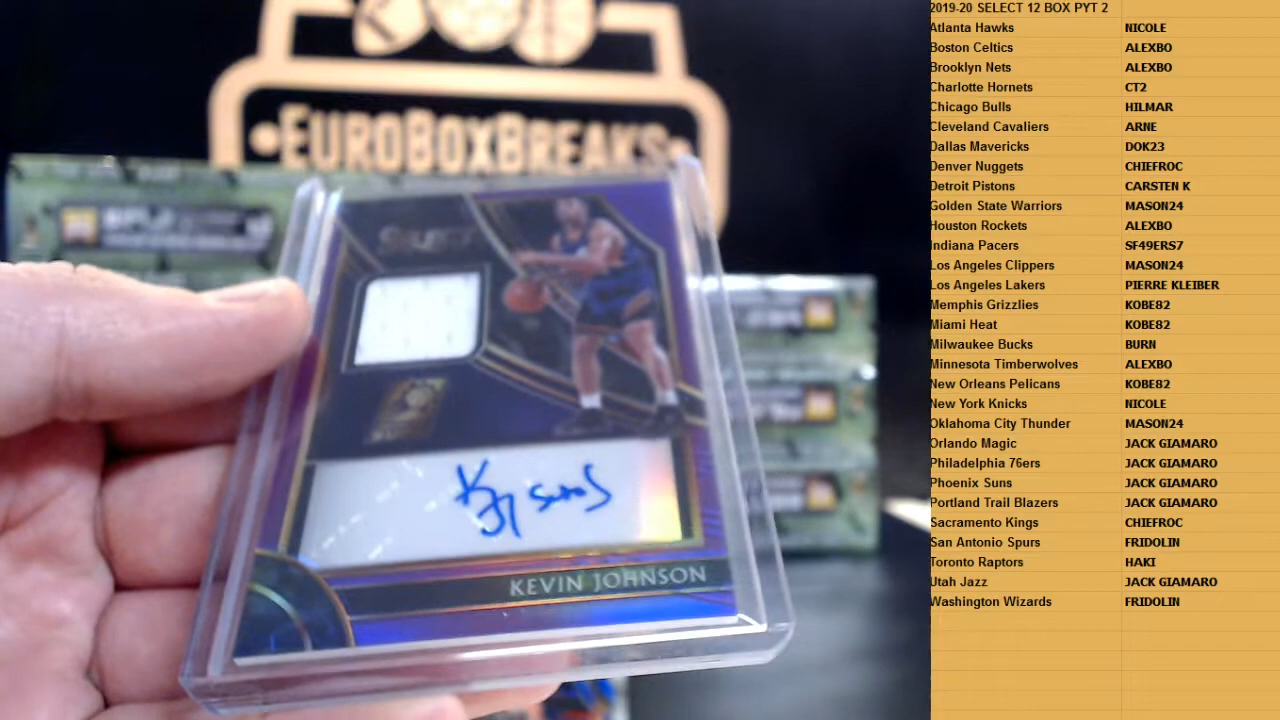 EUROBOXBREAKS
SELECT
KJ 7 SUNS
KEVIN JOHNSON
2019-20 SELECT 12 BOX PYT 2
Atlanta Hawks NICOLE
Boston Celtics ALEXBO
Brooklyn Nets ALEXBO
Charlotte Hornets CT2
Chicago Bulls HILMAR
Cleveland Cavaliers ARNE
Dallas Mavericks DOK23
Denver Nuggets CHIEFROC
Detroit Pistons CARSTEN K
Golden State Warriors MASON24
Houston Rockets ALEXBO
Indiana Pacers SF49ERS7
Los Angeles Clippers MASON24
Los Angeles Lakers PIERRE KLEIBER
Memphis Grizzlies KOBE82
Miami Heat KOBE82
Milwaukee Bucks BURN
Minnesota Timberwolves ALEXBO
New Orleans Pelicans KOBE82
New York Knicks NICOLE
Oklahoma City Thunder MASON24
Orlando Magic JACK GIAMARO
Philadelphia 76ers JACK GIAMARO
Phoenix Suns JACK GIAMARO
Portland Trail Blazers JACK GIAMARO
Sacramento Kings CHIEFROC
San Antonio Spurs FRIDOLIN
Toronto Raptors HAKI
Utah Jazz JACK GIAMARO
Washington Wizards FRIDOLIN